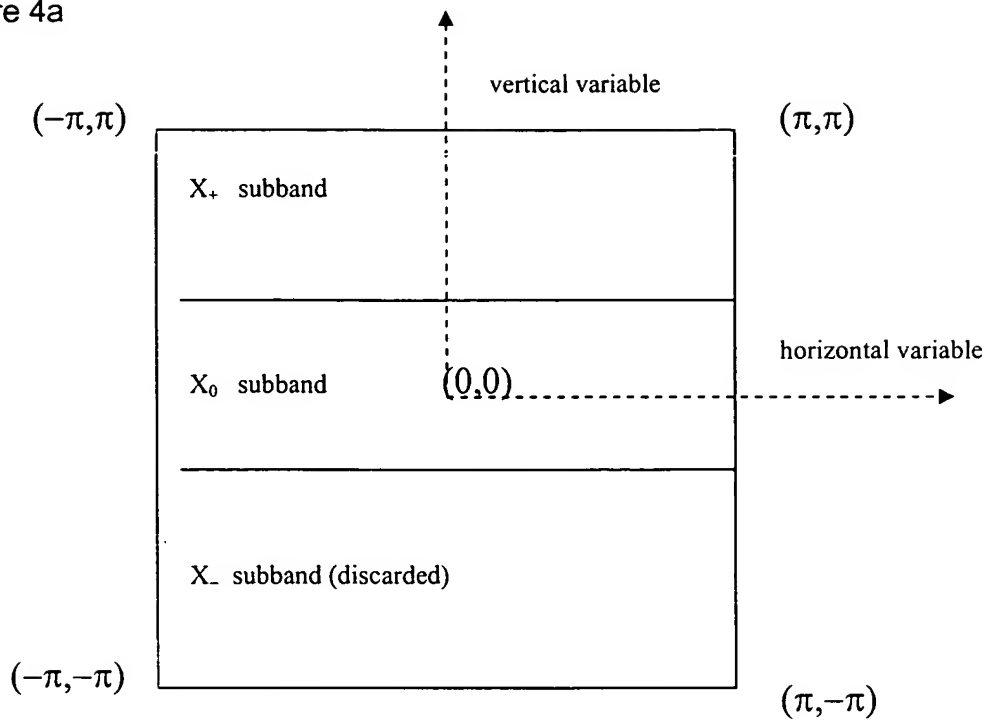 re 4a
vertical variable
(-π,π)
(π,π)
X₊ subband
horizontal variable
X₀ subband
(0,0)
X₋ subband (discarded)
(-π,-π)
(π,-π)